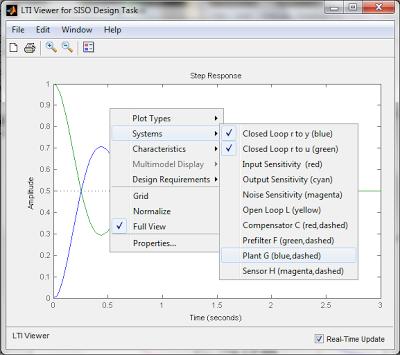 LTI Viewer for SISO Design Task
File Edit Window Help
Step Response
1
0.9
0.8
0.7
0.6
0.5
0.4
0.3
0.2
0.1
0
Amplitude
0 0.5 1 1.5 2 2.5 3
Time (seconds)
Plot Types
Systems
Characteristics
Multimodel Display
Design Requirements
Grid
Normalize
Full View
Properties...
Closed Loop r to y (blue)
Closed Loop r to u (green)
Input Sensitivity (red)
Output Sensitivity (cyan)
Noise Sensitivity (magenta)
Open Loop L (yellow)
Compensator C (red,dashed)
Prefilter F (green,dashed)
Plant G (blue,dashed)
Sensor H (magenta,dashed)
LTI Viewer
Real-Time Update